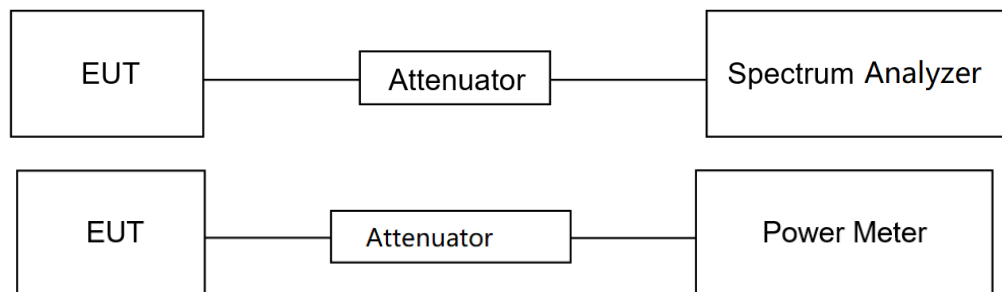 EUT
Attenuator
Spectrum Analyzer
EUT
Attenuator
Power Meter